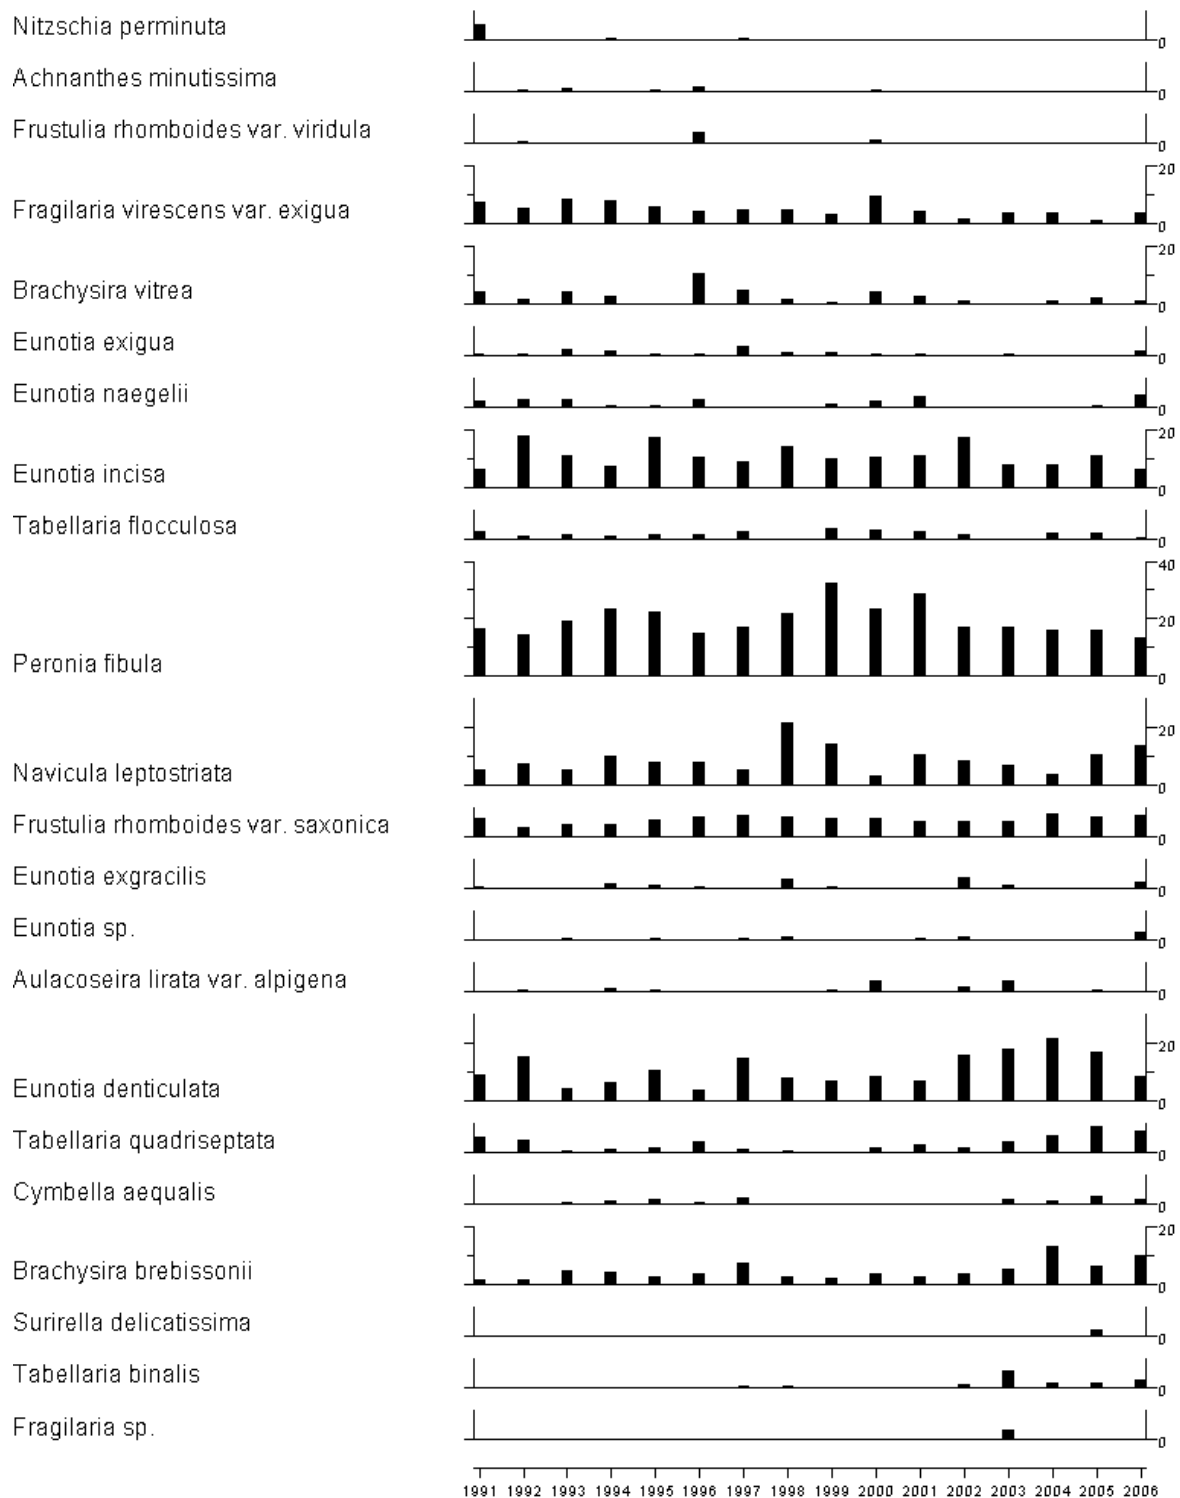 Nitzschia perminuta
0
Achnanthes minutissima
0
Frustulia rhomboides var. viridula
0
20
Fragilaria virescens var. exigua
0
20
Brachysira vitrea
0
Eunotia exigua
0
Eunotia naegelii
0
20
Eunotia incisa
0
Tabellaria flocculosa
0
40
20
Peronia fibula
0
20
Navicula leptostriata
0
Frustulia rhomboides var. saxonica
0
Eunotia exgracilis
0
Eunotia sp.
0
Aulacoseira lirata var. alpigena
0
20
Eunotia denticulata
0
Tabellaria quadriseptata
0
Cymbella aequalis
0
20
Brachysira brebissonii
0
Surirella delicatissima
0
Tabellaria binalis
0
Fragilaria sp.
0
1991 1992 1993 1994 1995 1996 1997 1998 1999 2000 2001 2002 2003 2004 2005 2006